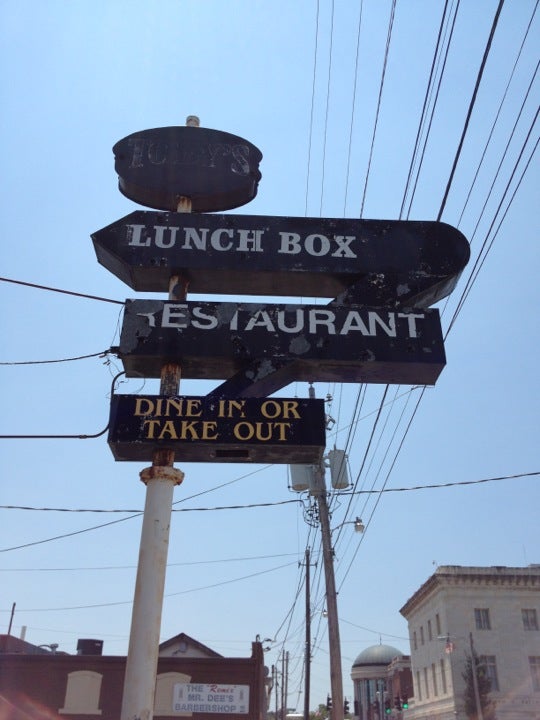 TOBY'S
LUNCH BOX
RESTAURANT
DINE IN OR
TAKE OUT
THE
MR. DEE'S
BARBERSHOP